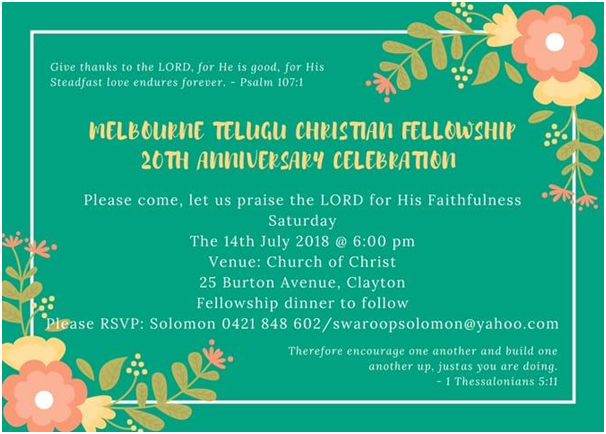 Give thanks to the LORD, for He is good, for His
Steadfast love endures forever. - Psalm 107:1
MELBOURNE TELUGU CHRISTIAN FELLOWSHIP
20TH ANNIVERSARY CELEBRATION
Please come, let us praise the LORD for His Faithfulness
Saturday
The 14th July 2018 @ 6:00 pm
Venue: Church of Christ
25 Burton Avenue, Clayton
Fellowship dinner to follow
Please RSVP: Solomon 0421 848 602/swaroopsolomon@yahoo.com
Therefore encourage one another and build one
another up, justas you are doing.
- 1 Thessalonians 5:11